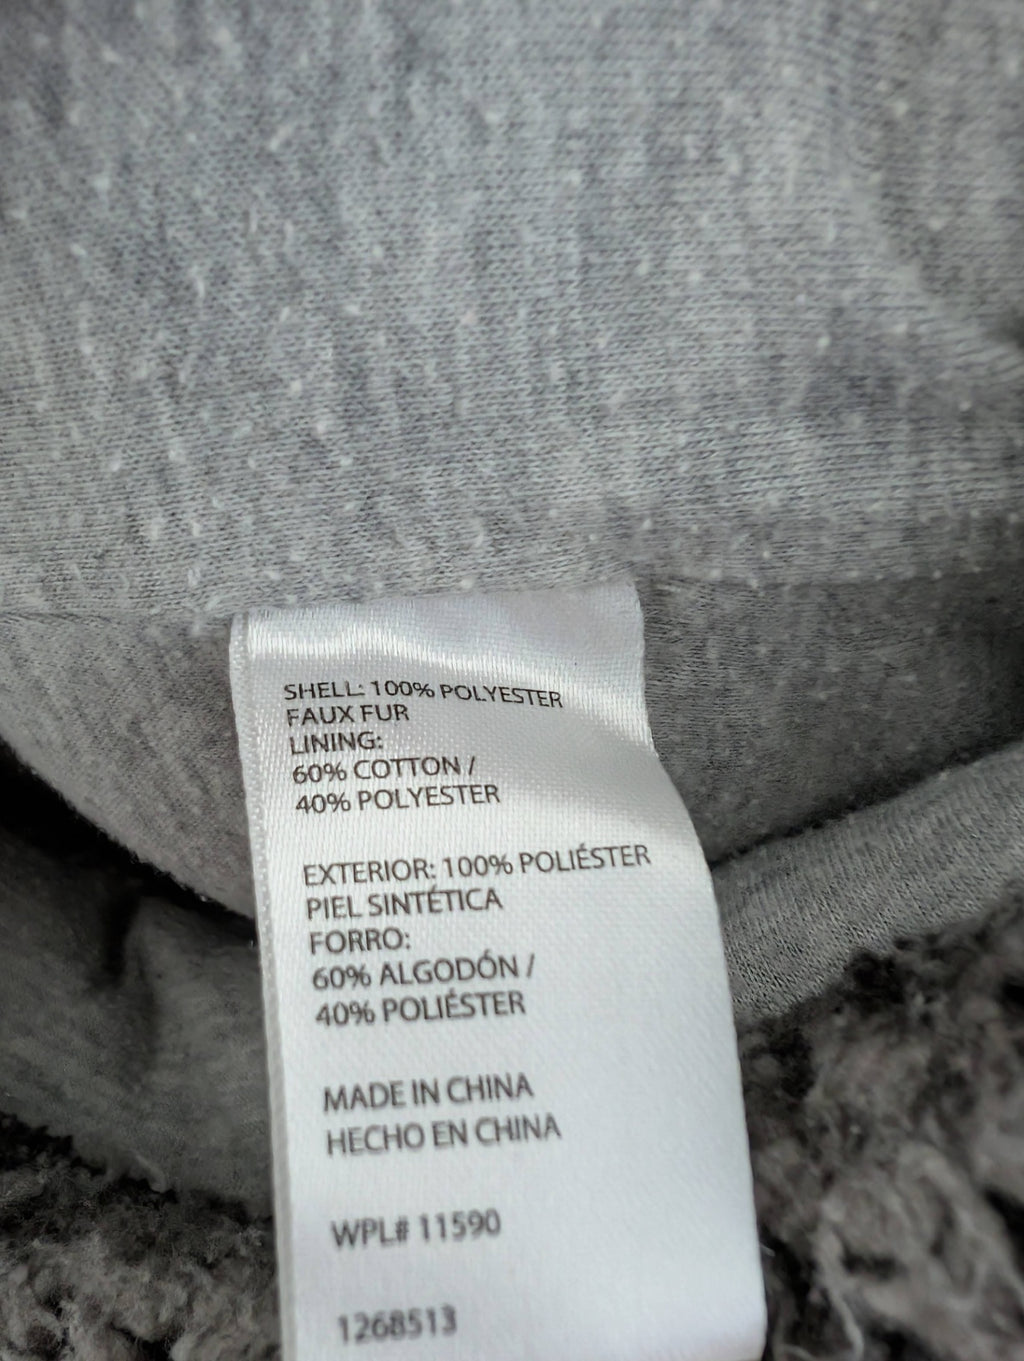 SHELL: 100% POLYESTER
FAUX FUR
LINING:
60% COTTON /
40% POLYESTER
EXTERIOR: 100% POLIÉSTER
PIEL SINTÉTICA
FORRO:
60% ALGODÓN /
40% POLIÉSTER
MADE IN CHINA
HECHO EN CHINA
WPL# 11590
1268513